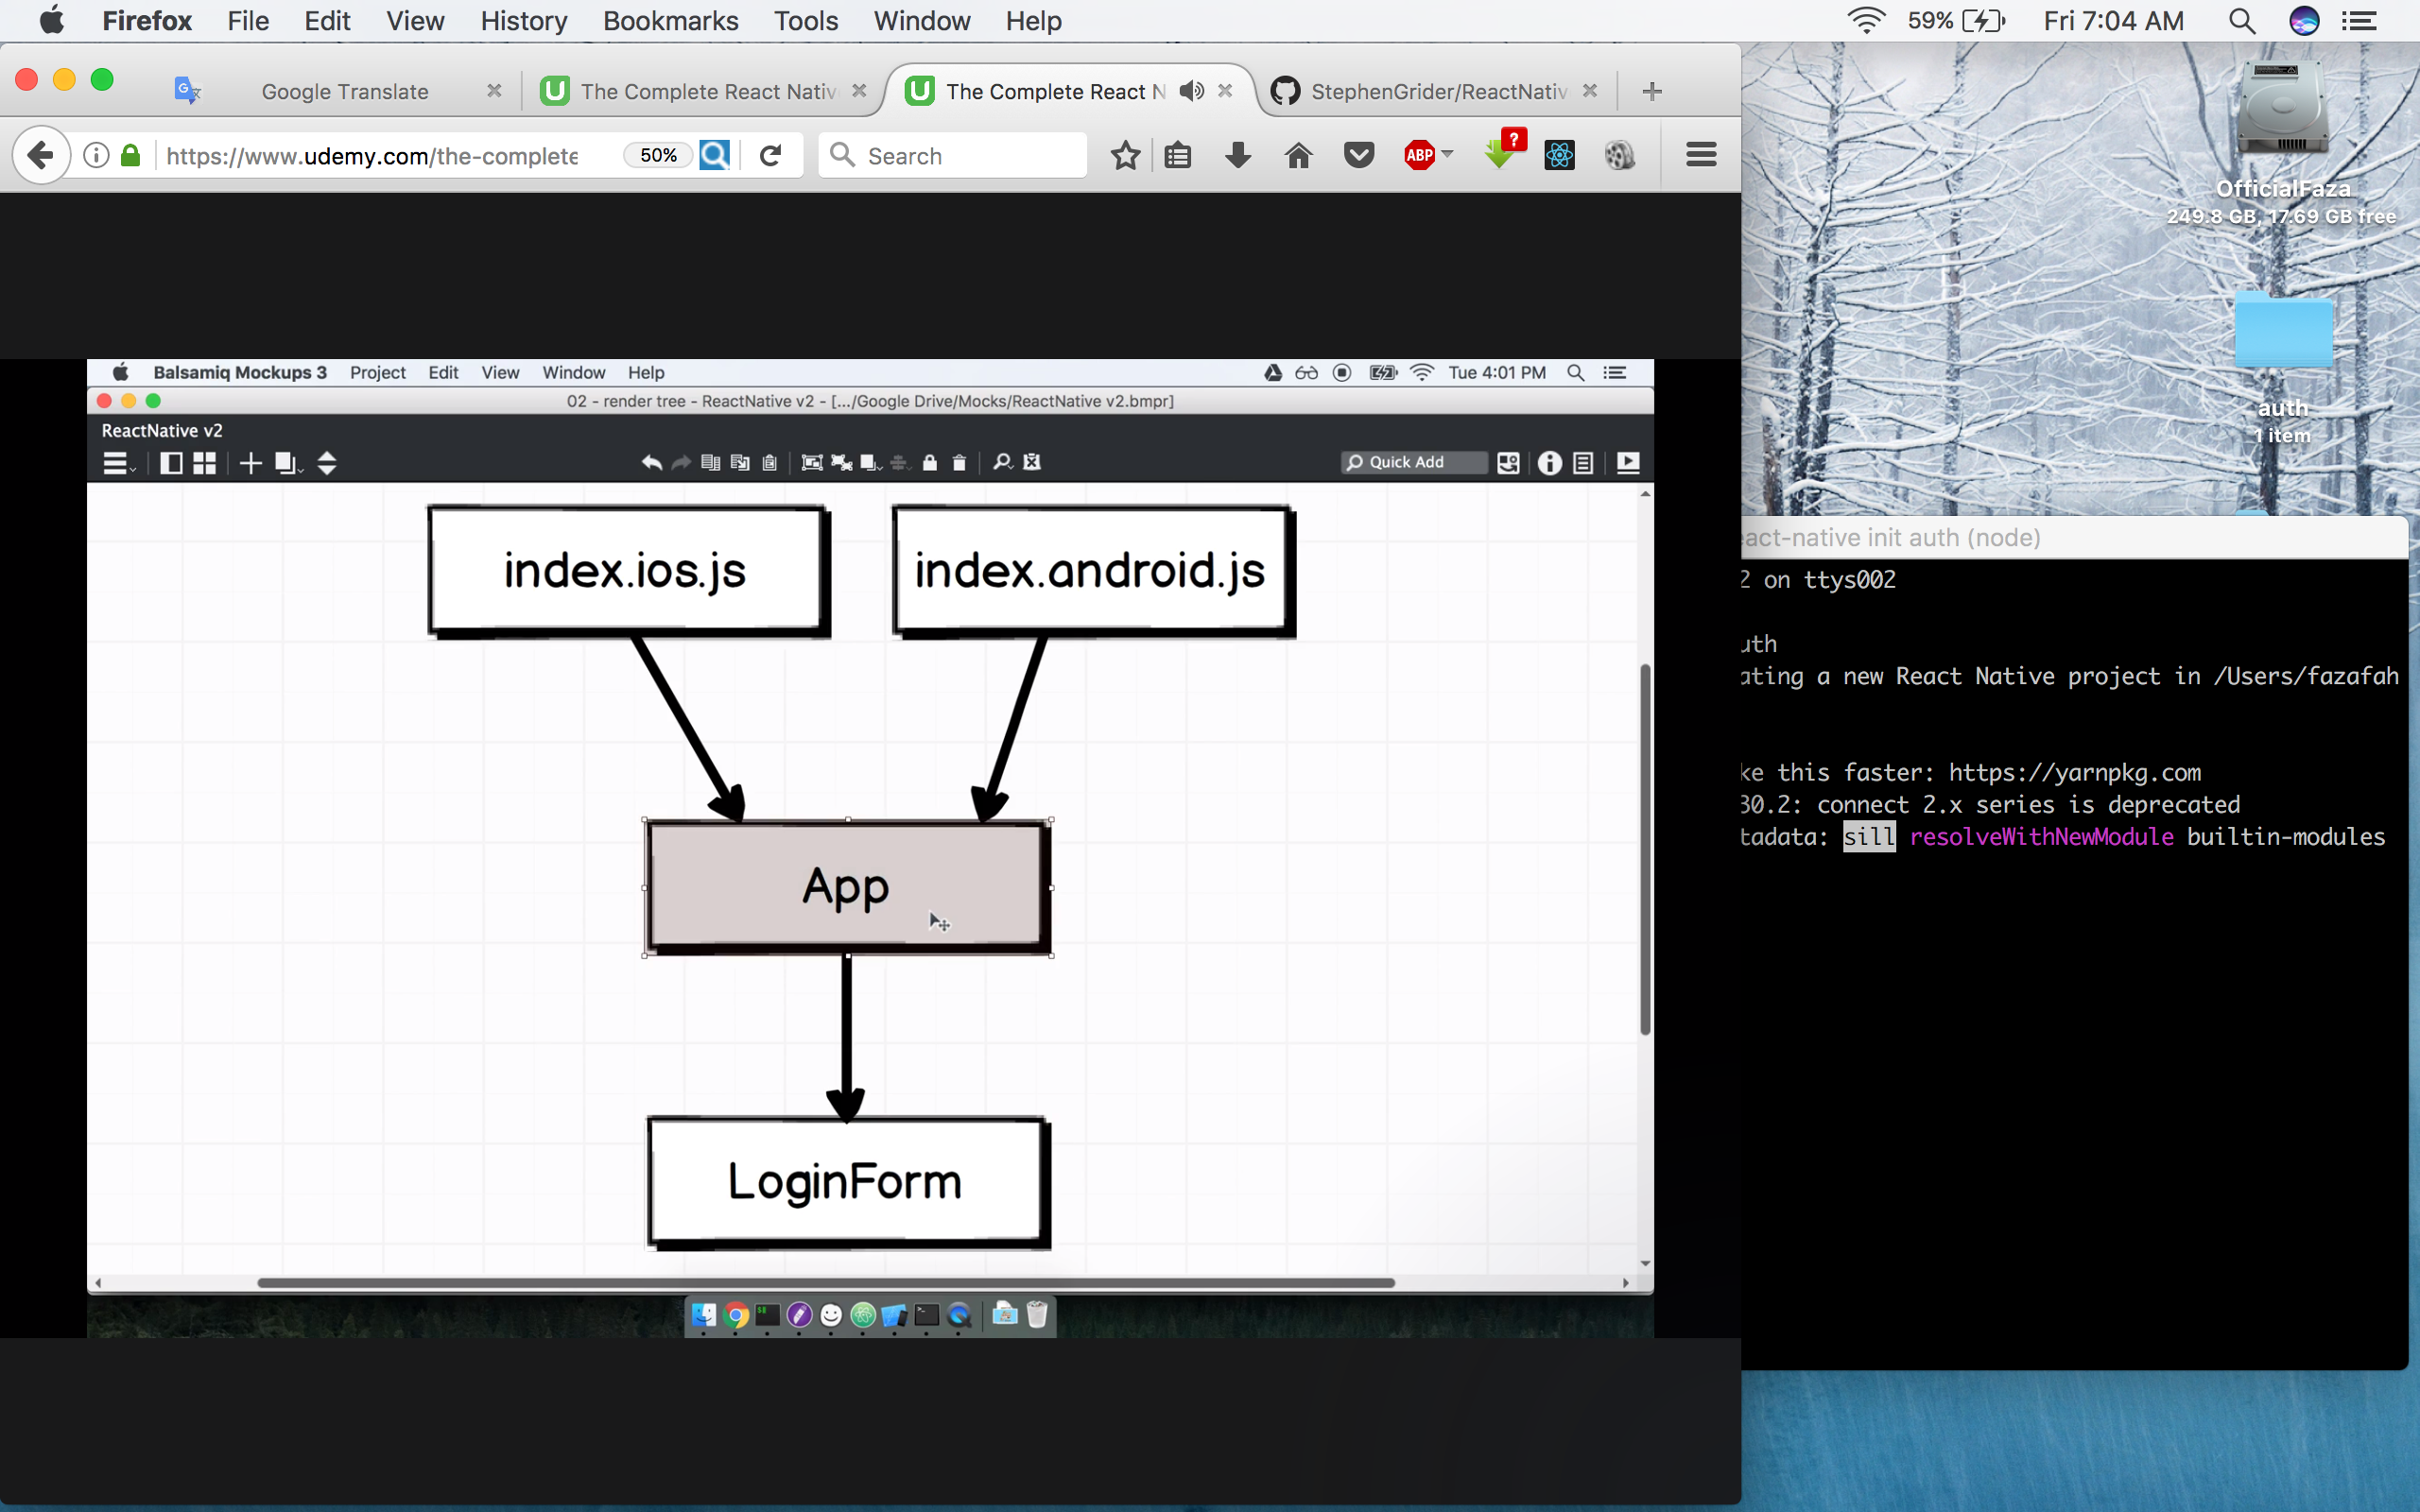 Firefox File Edit View History Bookmarks Tools Window Help 59% Fri 7:04 AM
Google Translate The Complete React Nativ The Complete React N StephenGrider/ReactNativ
https://www.udemy.com/the-complete 50% Search ABP ?
OfficialFaza
249.8 GB, 17.69 GB free
auth
1 item
Balsamiq Mockups 3 Project Edit View Window Help Tue 4:01 PM
02 - render tree - ReactNative v2 - [.../Google Drive/Mocks/ReactNative v2.bmpr]
ReactNative v2
Quick Add
index.ios.js index.android.js
App
LoginForm
eact-native init auth (node)
2 on ttys002
uth
ating a new React Native project in /Users/fazafah
ke this faster: https://yarnpkg.com
30.2: connect 2.x series is deprecated
tadata: sill resolveWithNewModule builtin-modules